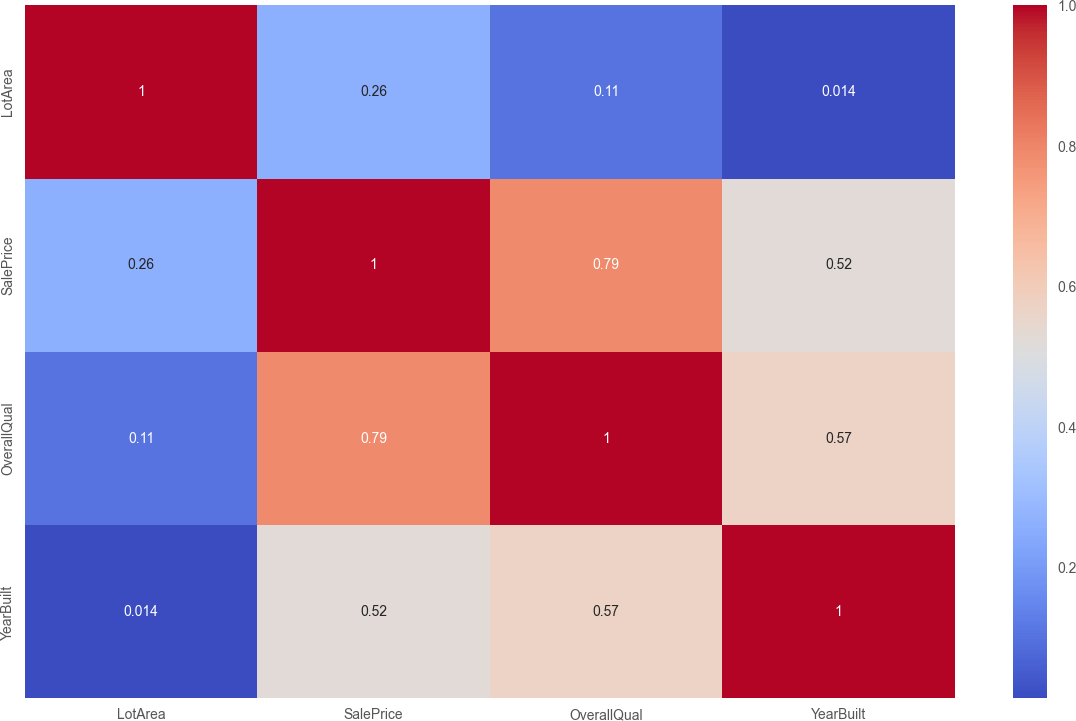 LotArea 1 0.26 0.11 0.014
SalePrice 0.26 1 0.79 0.52
OverallQual 0.11 0.79 1 0.57
YearBuilt 0.014 0.52 0.57 1
LotArea SalePrice OverallQual YearBuilt
1.0
0.8
0.6
0.4
0.2